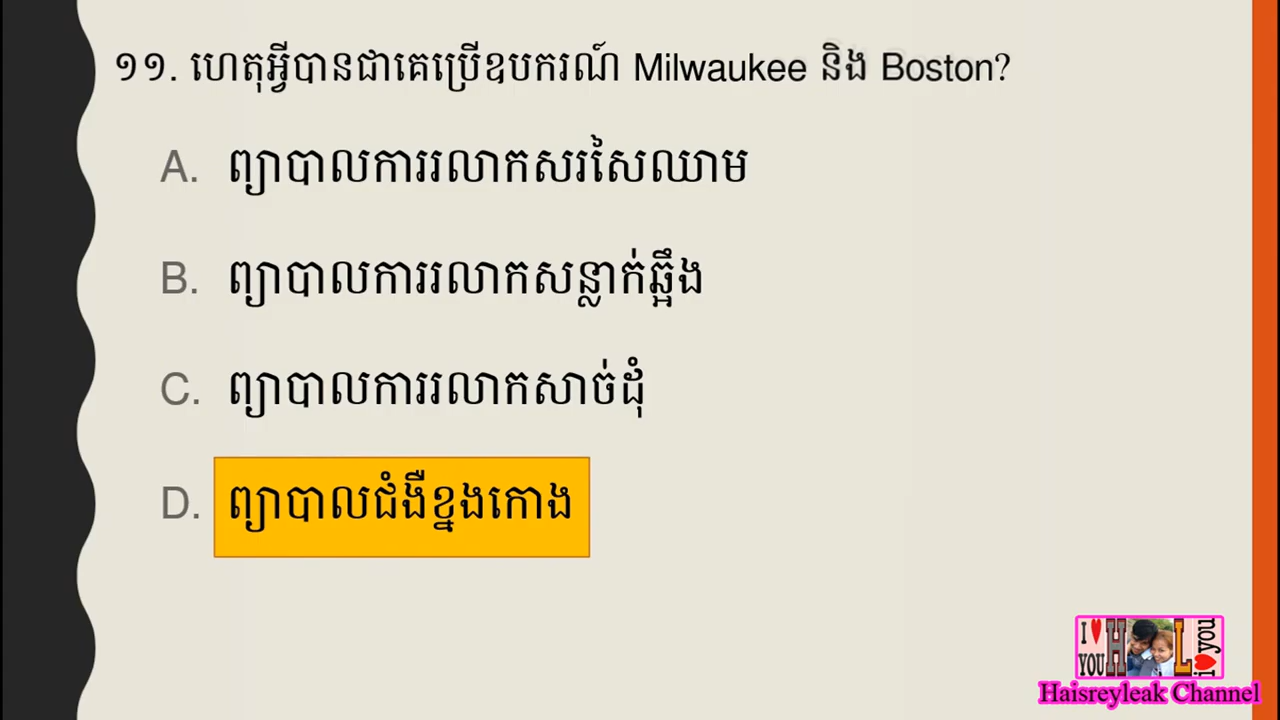 ១១. ហេតុអ្វីបានជាគេប្រើឧបករណ៍ Milwaukee និង Boston?
A. ព្យាបាលការរលាកសរសៃឈាម
B. ព្យាបាលការរលាកសន្លាក់ឆ្អឹង
C. ព្យាបាលការរលាកសាច់ដុំ
D. ព្យាបាលជំងឺខ្នងកោង
I ♥ YOU H L i ♥ you
Haisreyleak Channel